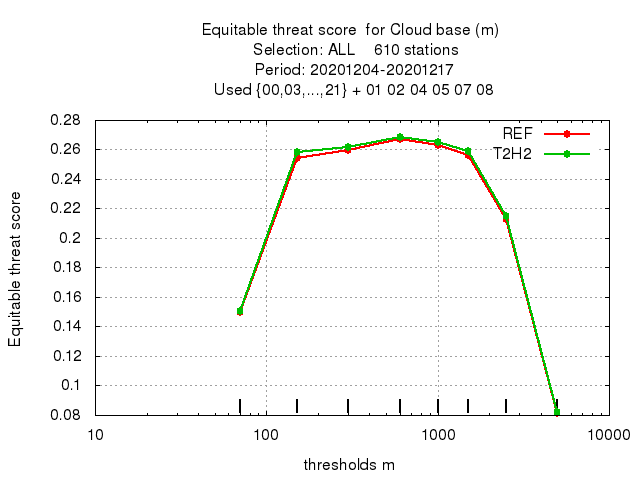 Equitable threat score  for Cloud base (m)
Selection: ALL    610 stations
Period: 20201204-20201217
Used {00,03,...,21} + 01 02 04 05 07 08
REF
T2H2
Equitable threat score
0.28
0.26
0.24
0.22
0.2
0.18
0.16
0.14
0.12
0.1
0.08
10
100
1000
10000
thresholds m